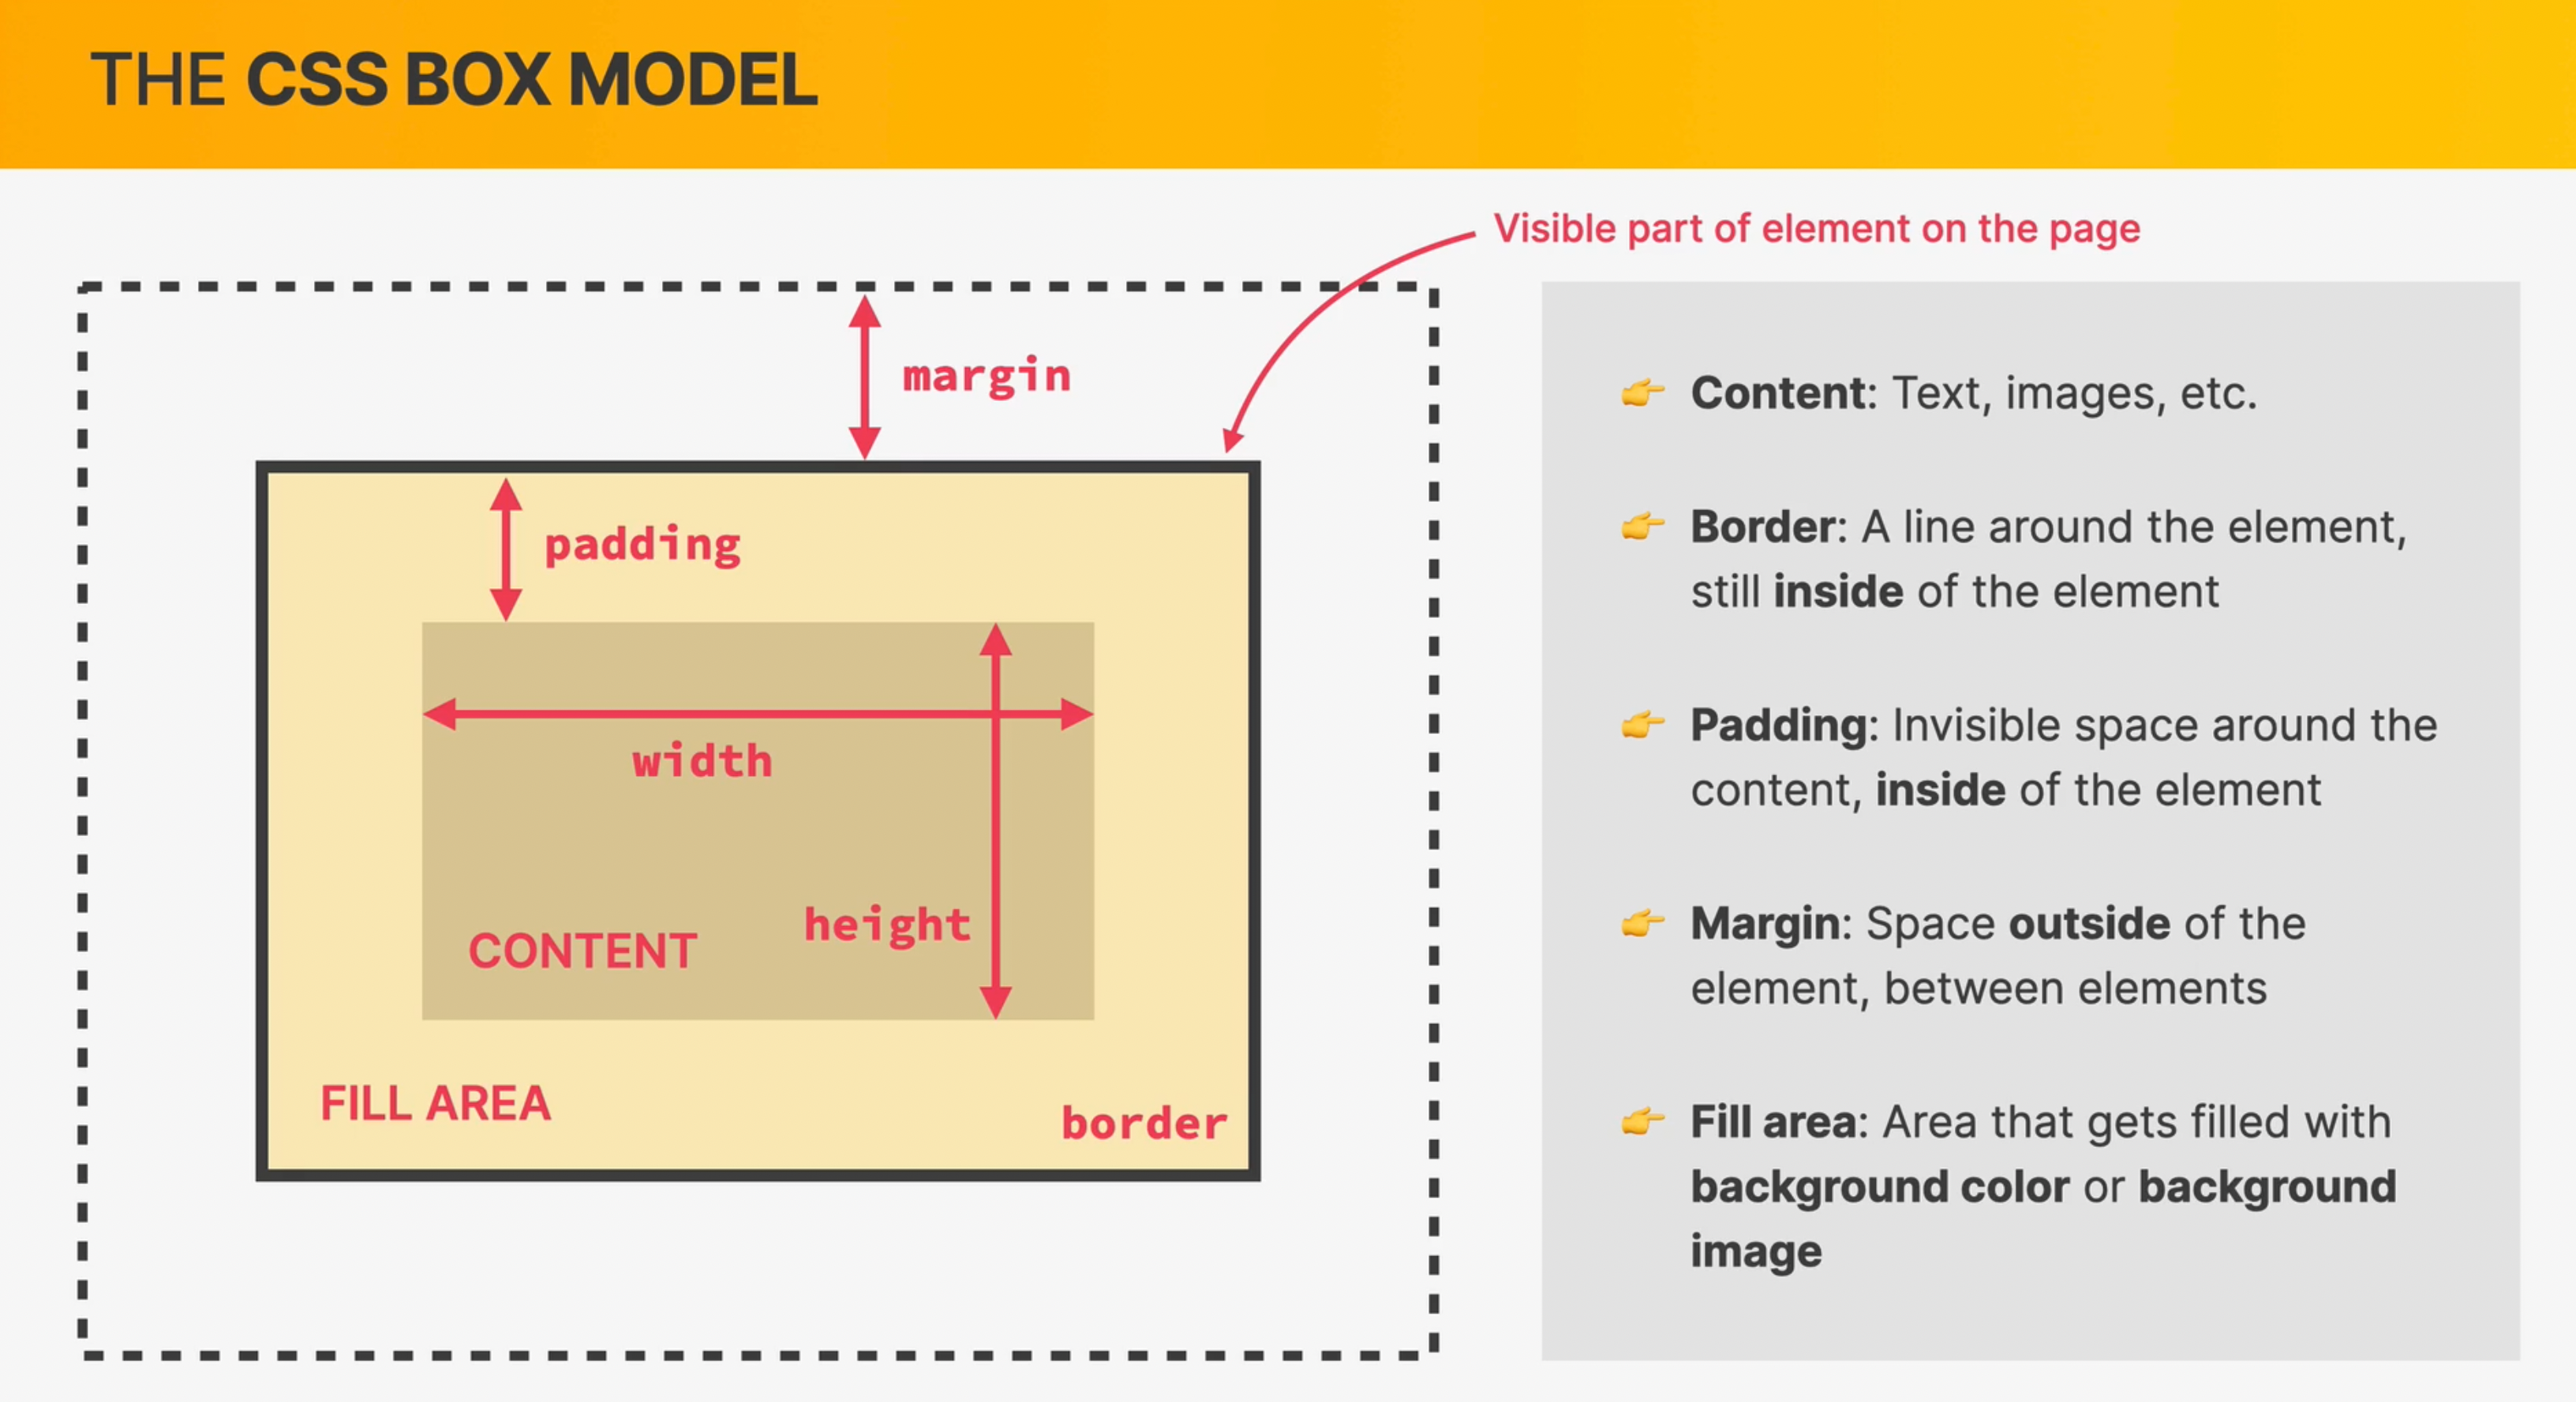 THE CSS BOX MODEL
Visible part of element on the page
margin
padding
width
height
CONTENT
FILL AREA
border
👉 Content: Text, images, etc.
👉 Border: A line around the element,
still inside of the element
👉 Padding: Invisible space around the
content, inside of the element
👉 Margin: Space outside of the
element, between elements
👉 Fill area: Area that gets filled with
background color or background
image